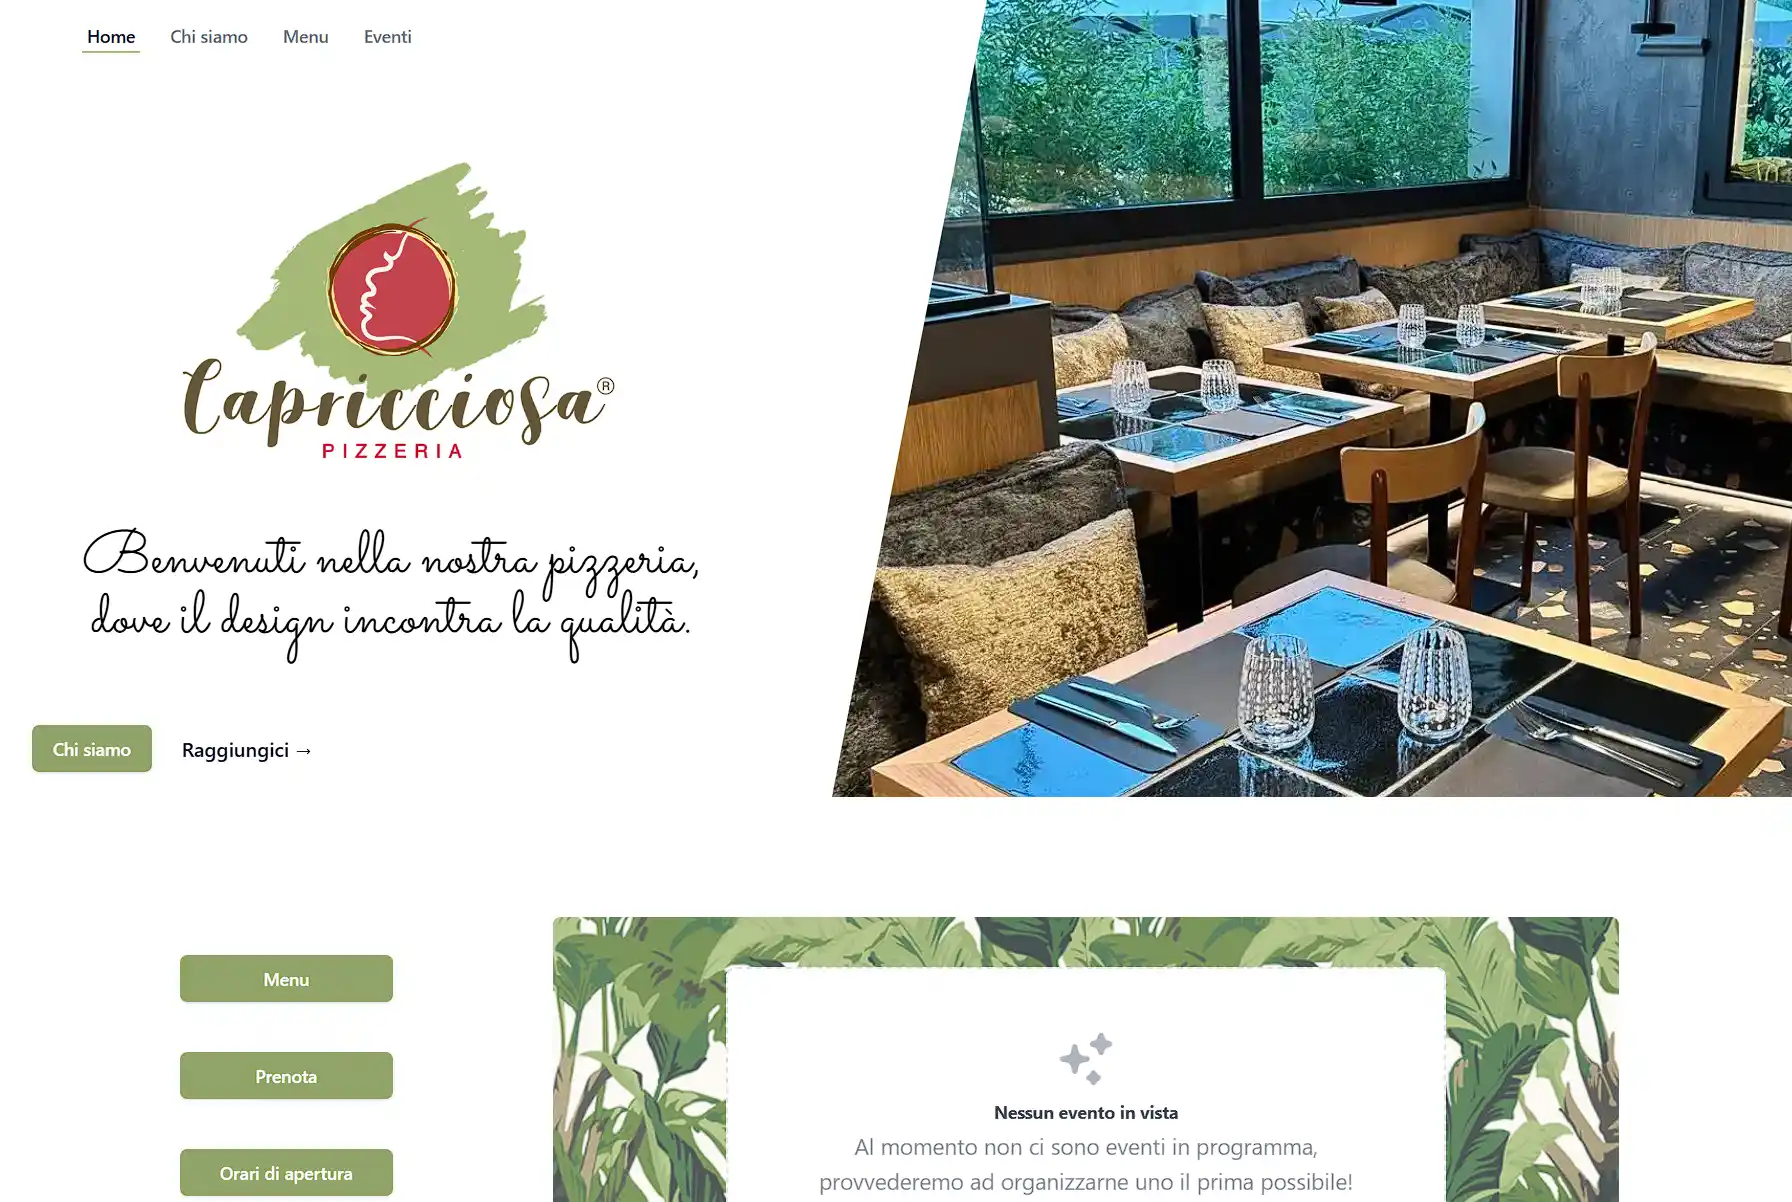 Home
Chi siamo
Menu
Eventi
Capricciosa®
PIZZERIA
Benvenuti nella nostra pizzeria,
dove il design incontra la qualità.
Chi siamo
Raggiungici →
Menu
Prenota
Orari di apertura
Nessun evento in vista
Al momento non ci sono eventi in programma,
provvederemo ad organizzarne uno il prima possibile!